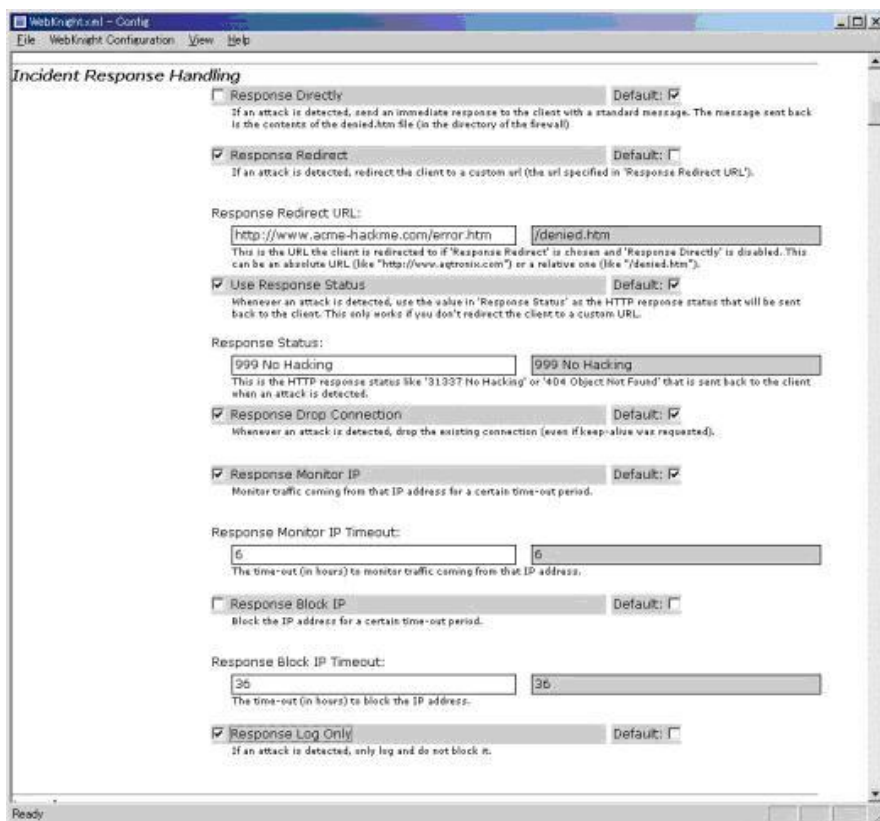 WebKnight.xml - Config
File WebKnight Configuration View Help
Incident Response Handling
Response Directly Default:
If an attack is detected, send an immediate response to the client with a standard message. The message sent back
is the contents of the denied.htm file (in the directory of the firewall)
Response Redirect Default:
If an attack is detected, redirect the client to a custom url (the url specified in 'Response Redirect URL').
Response Redirect URL:
http://www.acme-hackme.com/error.htm /denied.htm
This is the URL the client is redirected to if 'Response Redirect' is chosen and 'Response Directly' is disabled. This
can be an absolute URL (like "http://www.aqtronix.com") or a relative one (like "/denied.htm").
Use Response Status Default:
Whenever an attack is detected, use the value in 'Response Status' as the HTTP response status that will be sent
back to the client. This only works if you don't redirect the client to a custom URL.
Response Status:
999 No Hacking 999 No Hacking
This is the HTTP response status like '31337 No Hacking' or '404 Object Not Found' that is sent back to the client
when an attack is detected.
Response Drop Connection Default:
Whenever an attack is detected, drop the existing connection (even if keep-alive was requested).
Response Monitor IP Default:
Monitor traffic coming from that IP address for a certain time-out period.
Response Monitor IP Timeout:
6 6
The time-out (in hours) to monitor traffic coming from that IP address.
Response Block IP Default:
Block the IP address for a certain time-out period.
Response Block IP Timeout:
36 36
The time-out (in hours) to block the IP address.
Response Log Only Default:
If an attack is detected, only log and do not block it.
Ready